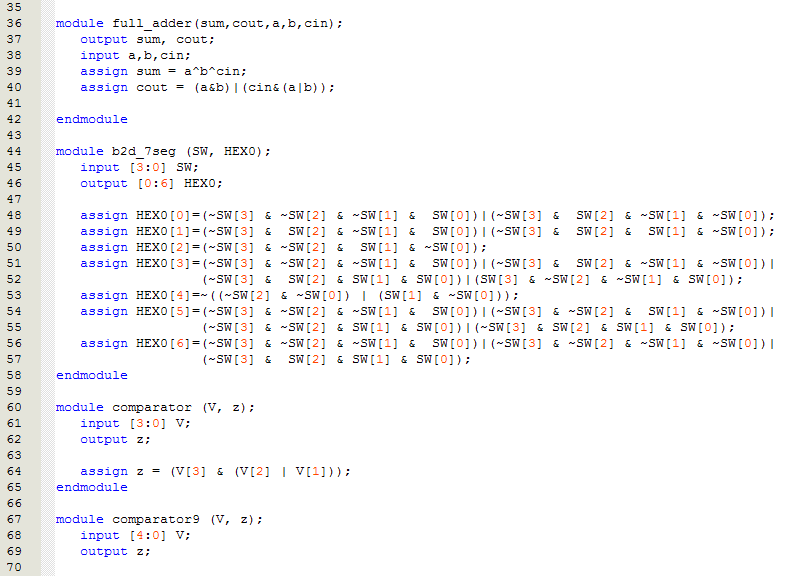 35
36 module full_adder(sum,cout,a,b,cin);
37 output sum, cout;
38 input a,b,cin;
39 assign sum = a^b^cin;
40 assign cout = (a&b)|(cin&(a|b));
41
42 endmodule
43
44 module b2d_7seg (SW, HEX0);
45 input [3:0] SW;
46 output [0:6] HEX0;
47
48 assign HEX0[0]=(~SW[3] & ~SW[2] & ~SW[1] & SW[0])|(~SW[3] & SW[2] & ~SW[1] & ~SW[0]);
49 assign HEX0[1]=(~SW[3] & SW[2] & ~SW[1] & SW[0])|(~SW[3] & SW[2] & SW[1] & ~SW[0]);
50 assign HEX0[2]=(~SW[3] & ~SW[2] & SW[1] & ~SW[0]);
51 assign HEX0[3]=(~SW[3] & ~SW[2] & ~SW[1] & SW[0])|(~SW[3] & SW[2] & ~SW[1] & ~SW[0])|
52 (~SW[3] & SW[2] & SW[1] & SW[0])|(SW[3] & ~SW[2] & ~SW[1] & SW[0]);
53 assign HEX0[4]=~((~SW[2] & ~SW[0]) | (SW[1] & ~SW[0]));
54 assign HEX0[5]=(~SW[3] & ~SW[2] & ~SW[1] & SW[0])|(~SW[3] & ~SW[2] & SW[1] & ~SW[0])|
55 (~SW[3] & ~SW[2] & SW[1] & SW[0])|(~SW[3] & SW[2] & SW[1] & SW[0]);
56 assign HEX0[6]=(~SW[3] & ~SW[2] & ~SW[1] & SW[0])|(~SW[3] & ~SW[2] & ~SW[1] & ~SW[0])|
57 (~SW[3] & SW[2] & SW[1] & SW[0]);
58 endmodule
59
60 module comparator (V, z);
61 input [3:0] V;
62 output z;
63
64 assign z = (V[3] & (V[2] | V[1]));
65 endmodule
66
67 module comparator9 (V, z);
68 input [4:0] V;
69 output z;
70